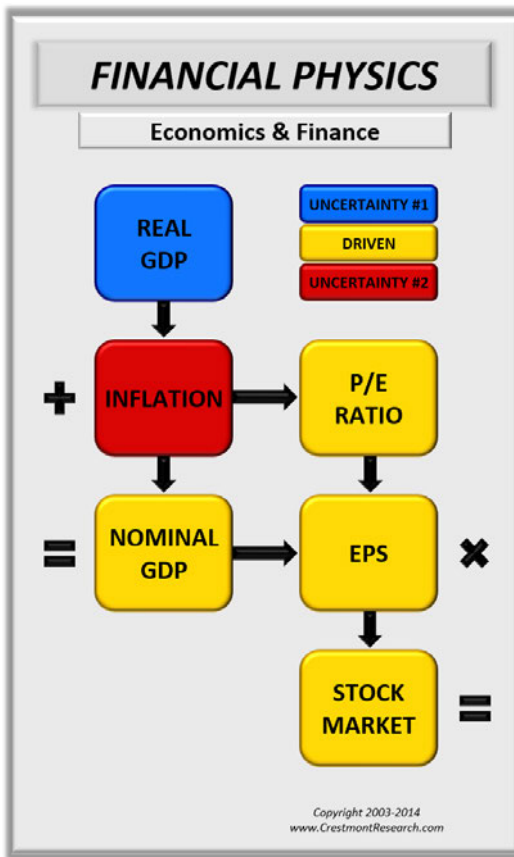 FINANCIAL PHYSICS
Economics & Finance
REAL
GDP
UNCERTAINTY #1
DRIVEN
UNCERTAINTY #2
+
INFLATION
P/E
RATIO
=
NOMINAL
GDP
EPS
×
STOCK
MARKET
=
Copyright 2003-2014
www.CrestmontResearch.com